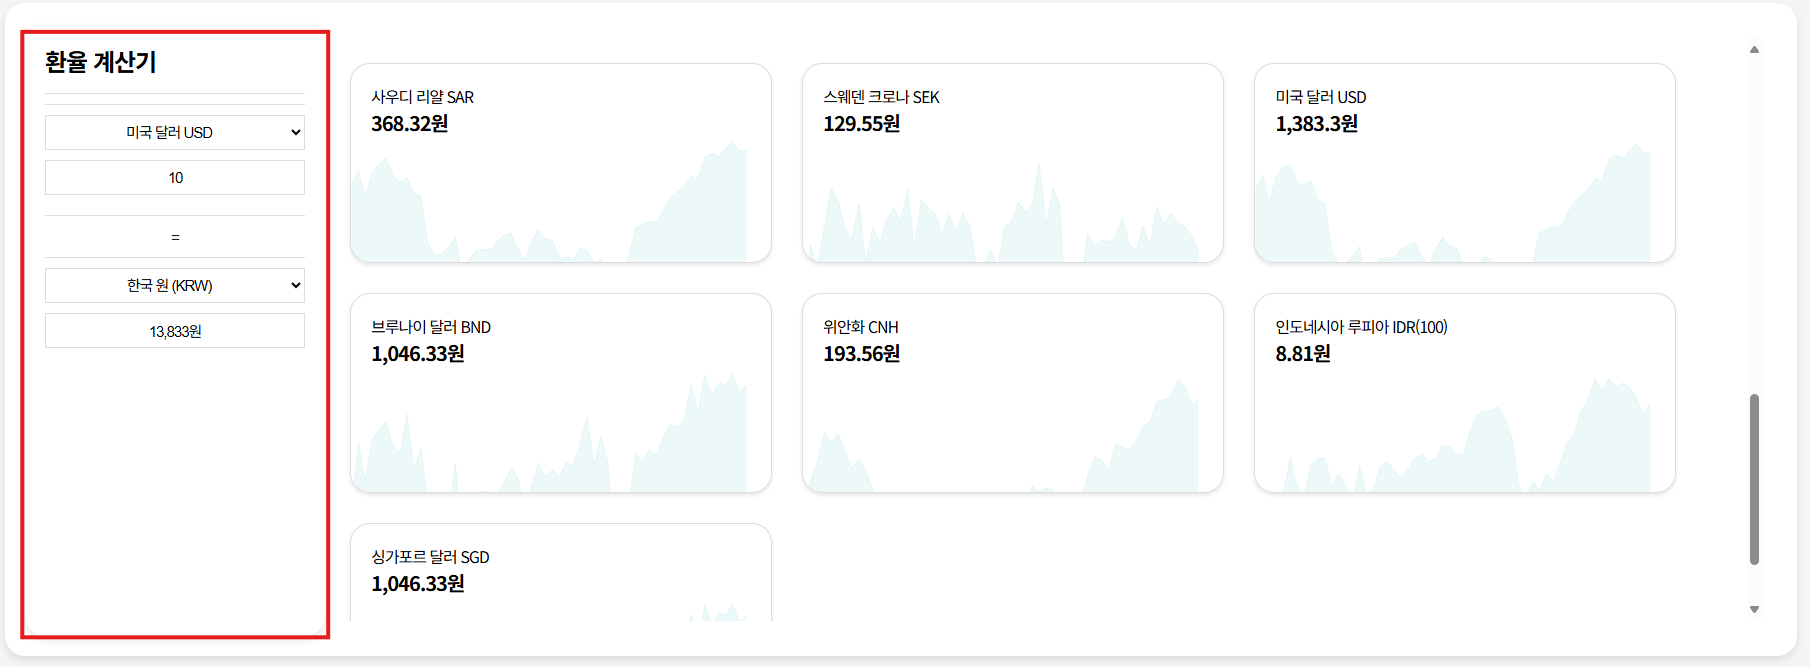 환율 계산기
미국 달러 USD
10
=
한국 원 (KRW)
13,833원
사우디 리얄 SAR
368.32원
스웨덴 크로나 SEK
129.55원
미국 달러 USD
1,383.3원
브루나이 달러 BND
1,046.33원
위안화 CNH
193.56원
인도네시아 루피아 IDR(100)
8.81원
싱가포르 달러 SGD
1,046.33원